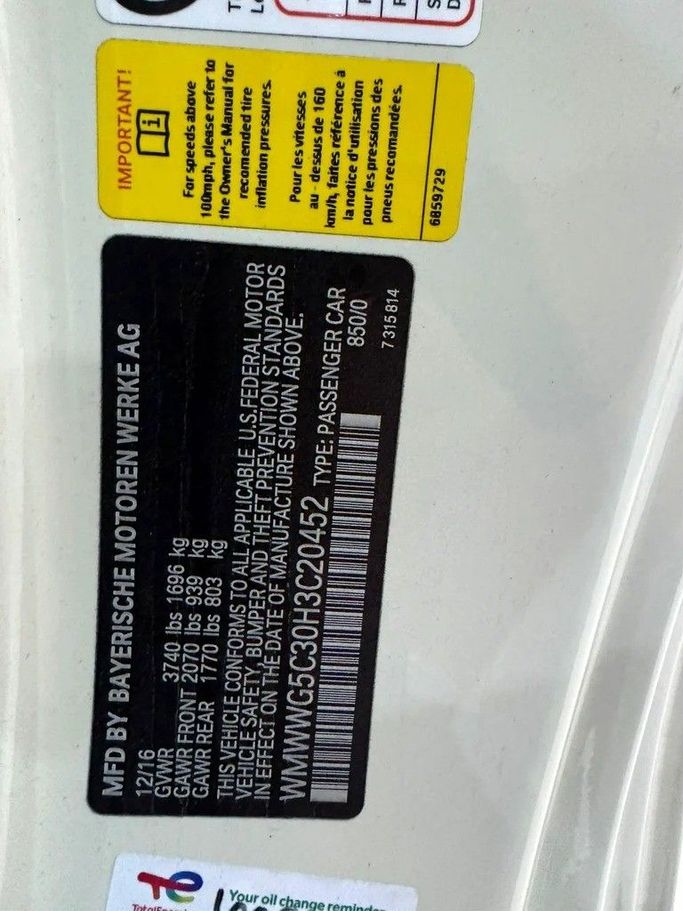 IMPORTANT!
i
For speeds above
100mph, please refer to
the Owner's Manual for
recomended tire
inflation pressures.
Pour les vitesses
au - dessus de 160
km/h, faites référence à
la notice d'utilisation
pour les pressions des
pneus recomandées.
6859729
MFD BY BAYERISCHE MOTOREN WERKE AG
12/16
GVWR 3740 lbs 1696 kg
GAWR FRONT 2070 lbs 939 kg
GAWR REAR 1770 lbs 803 kg
THIS VEHICLE CONFORMS TO ALL APPLICABLE U.S.FEDERAL MOTOR
VEHICLE SAFETY, BUMPER AND THEFT PREVENTION STANDARDS
IN EFFECT ON THE DATE OF MANUFACTURE SHOWN ABOVE.
WMWWG5C30H3C20452 TYPE: PASSENGER CAR
850/0
7 315 814
Your oil change reminder